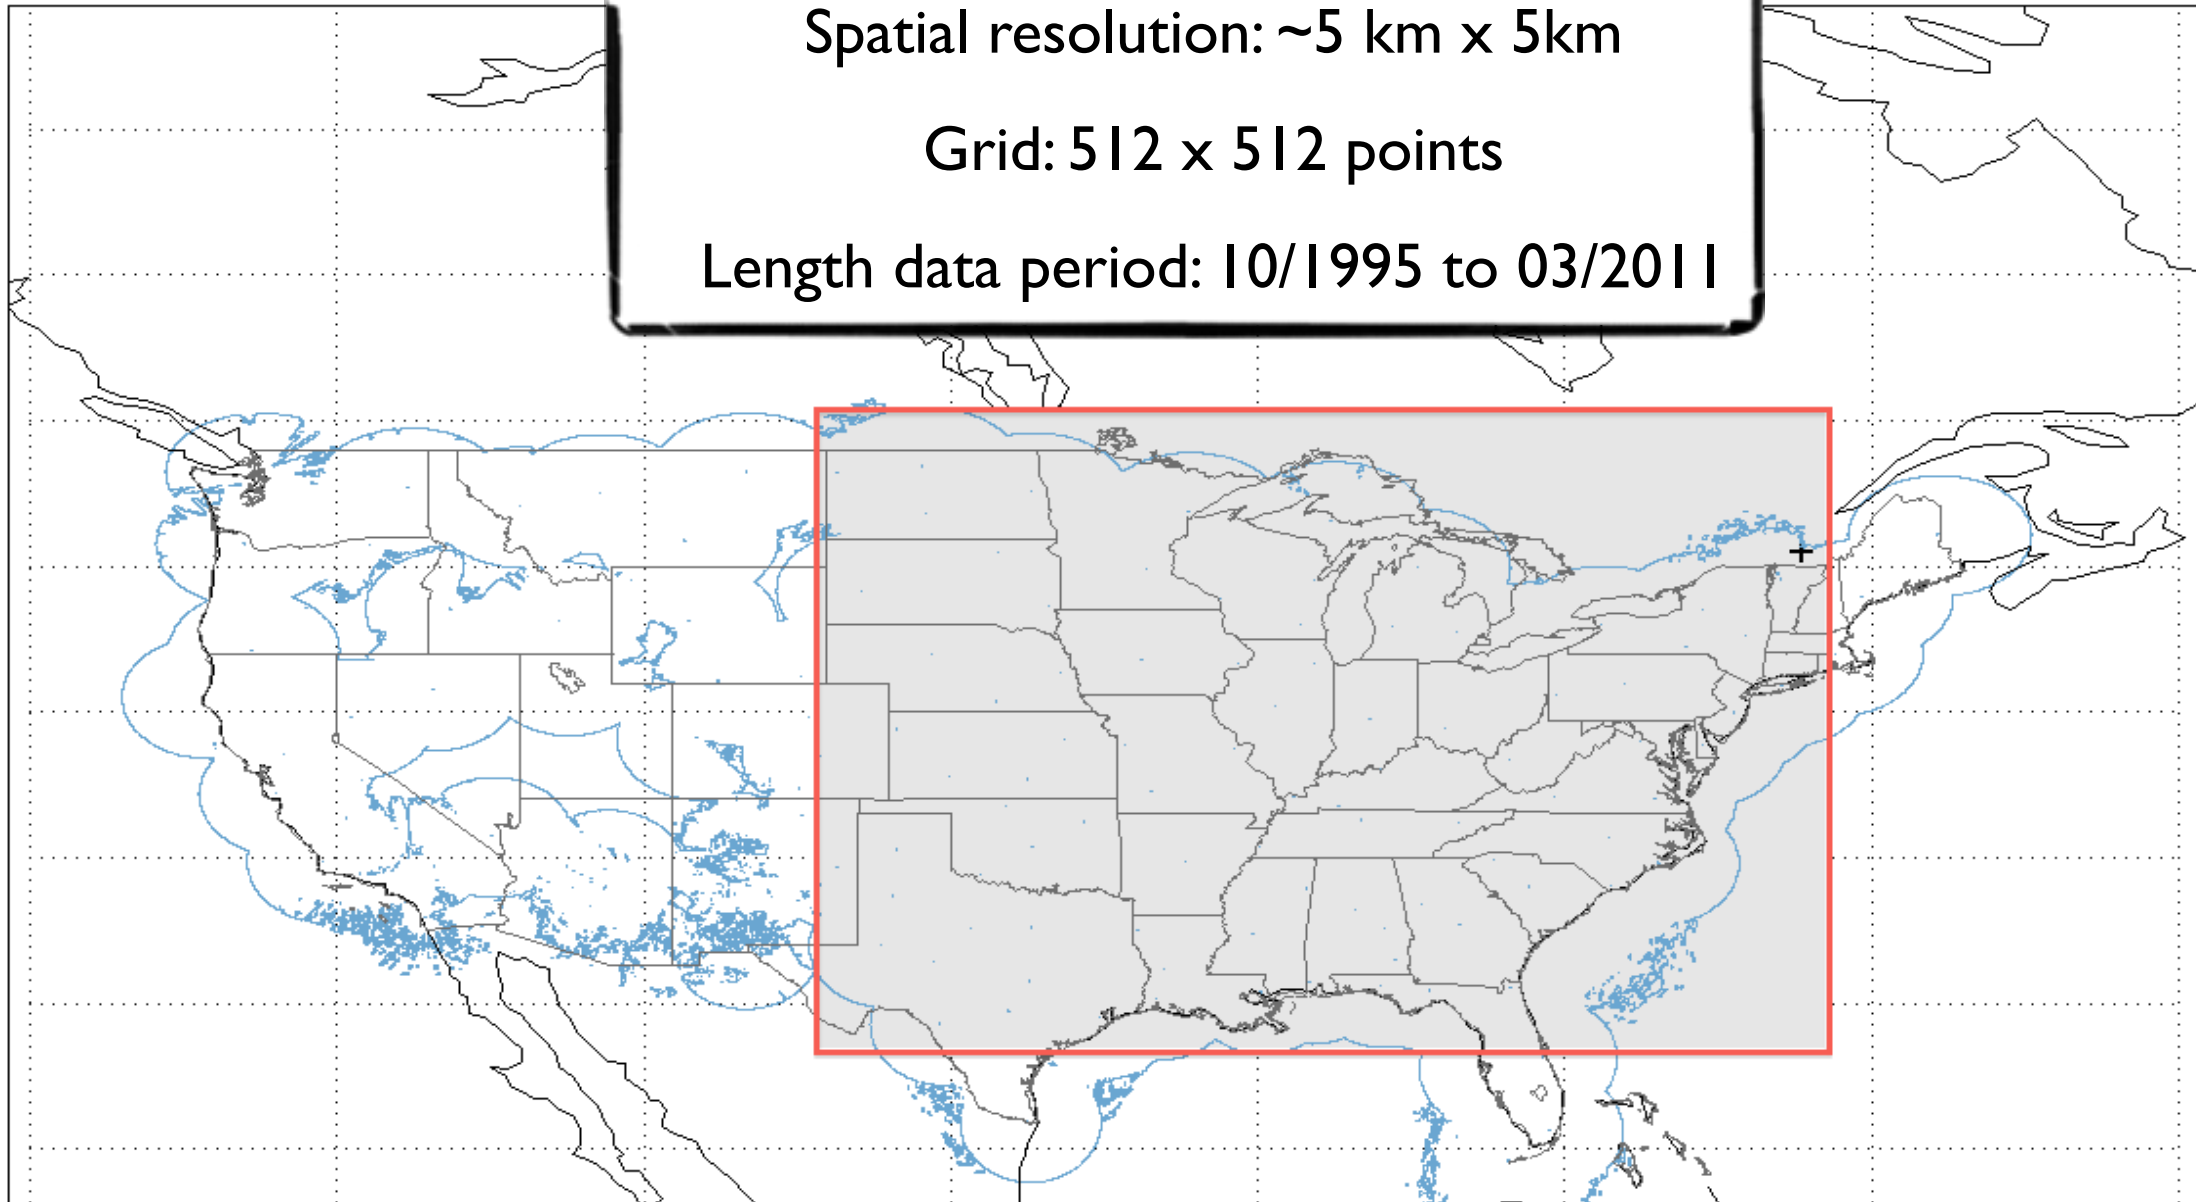 Spatial resolution: ~5 km x 5km
Grid: 512 x 512 points
Length data period: 10/1995 to 03/2011